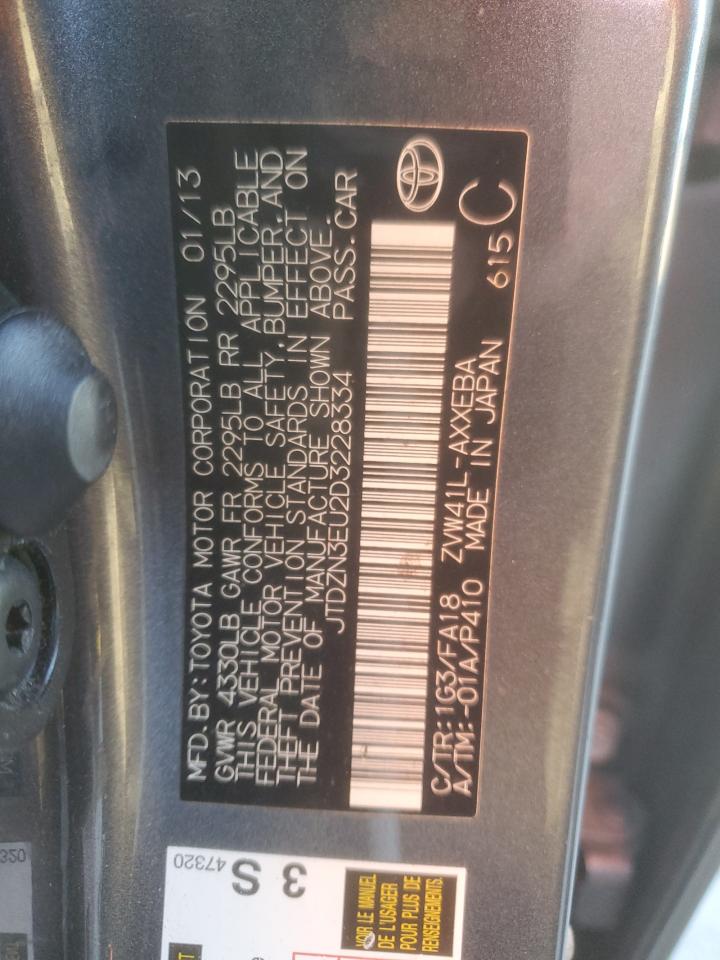 MFD. BY: TOYOTA MOTOR CORPORATION 01/13
GVWR 4330LB GAWR FR 2295LB RR 2295LB
THIS VEHICLE CONFORMS TO ALL APPLICABLE
FEDERAL MOTOR VEHICLE SAFETY, BUMPER, AND
THEFT PREVENTION STANDARDS IN EFFECT ON
THE DATE OF MANUFACTURE SHOWN ABOVE.
JTDZN3EU2D3228334 PASS. CAR
C/TR: 1G3/FA18 ZVW41L-AXXEBA
A/TM: -01A/P410 MADE IN JAPAN 615 C
3 S 47320
VOIR LE MANUEL
DE L'USAGER
POUR PLUS DE
RENSEIGNEMENTS.